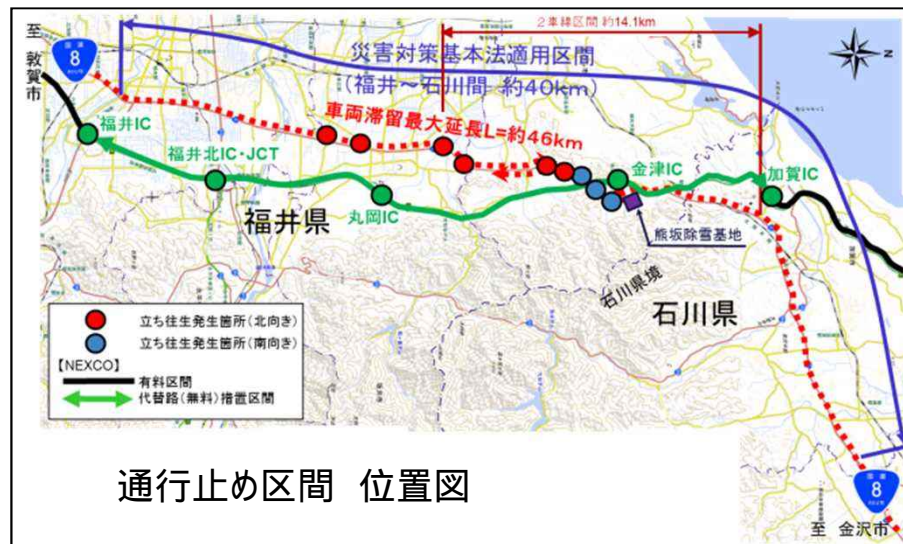 至
敦賀市
国道
8
2車線区間 約14.1km
災害対策基本法適用区間
(福井～石川間 約40km)
N
車両滞留最大延長L=約46km
福井IC
福井北IC・JCT
金津IC
加賀IC
丸岡IC
福井県
熊坂除雪基地
石川県境
石川県
立ち往生発生箇所(北向き)
立ち往生発生箇所(南向き)
【NEXCO】
有料区間
代替路(無料)措置区間
通行止め区間 位置図
国道
8
至 金沢市